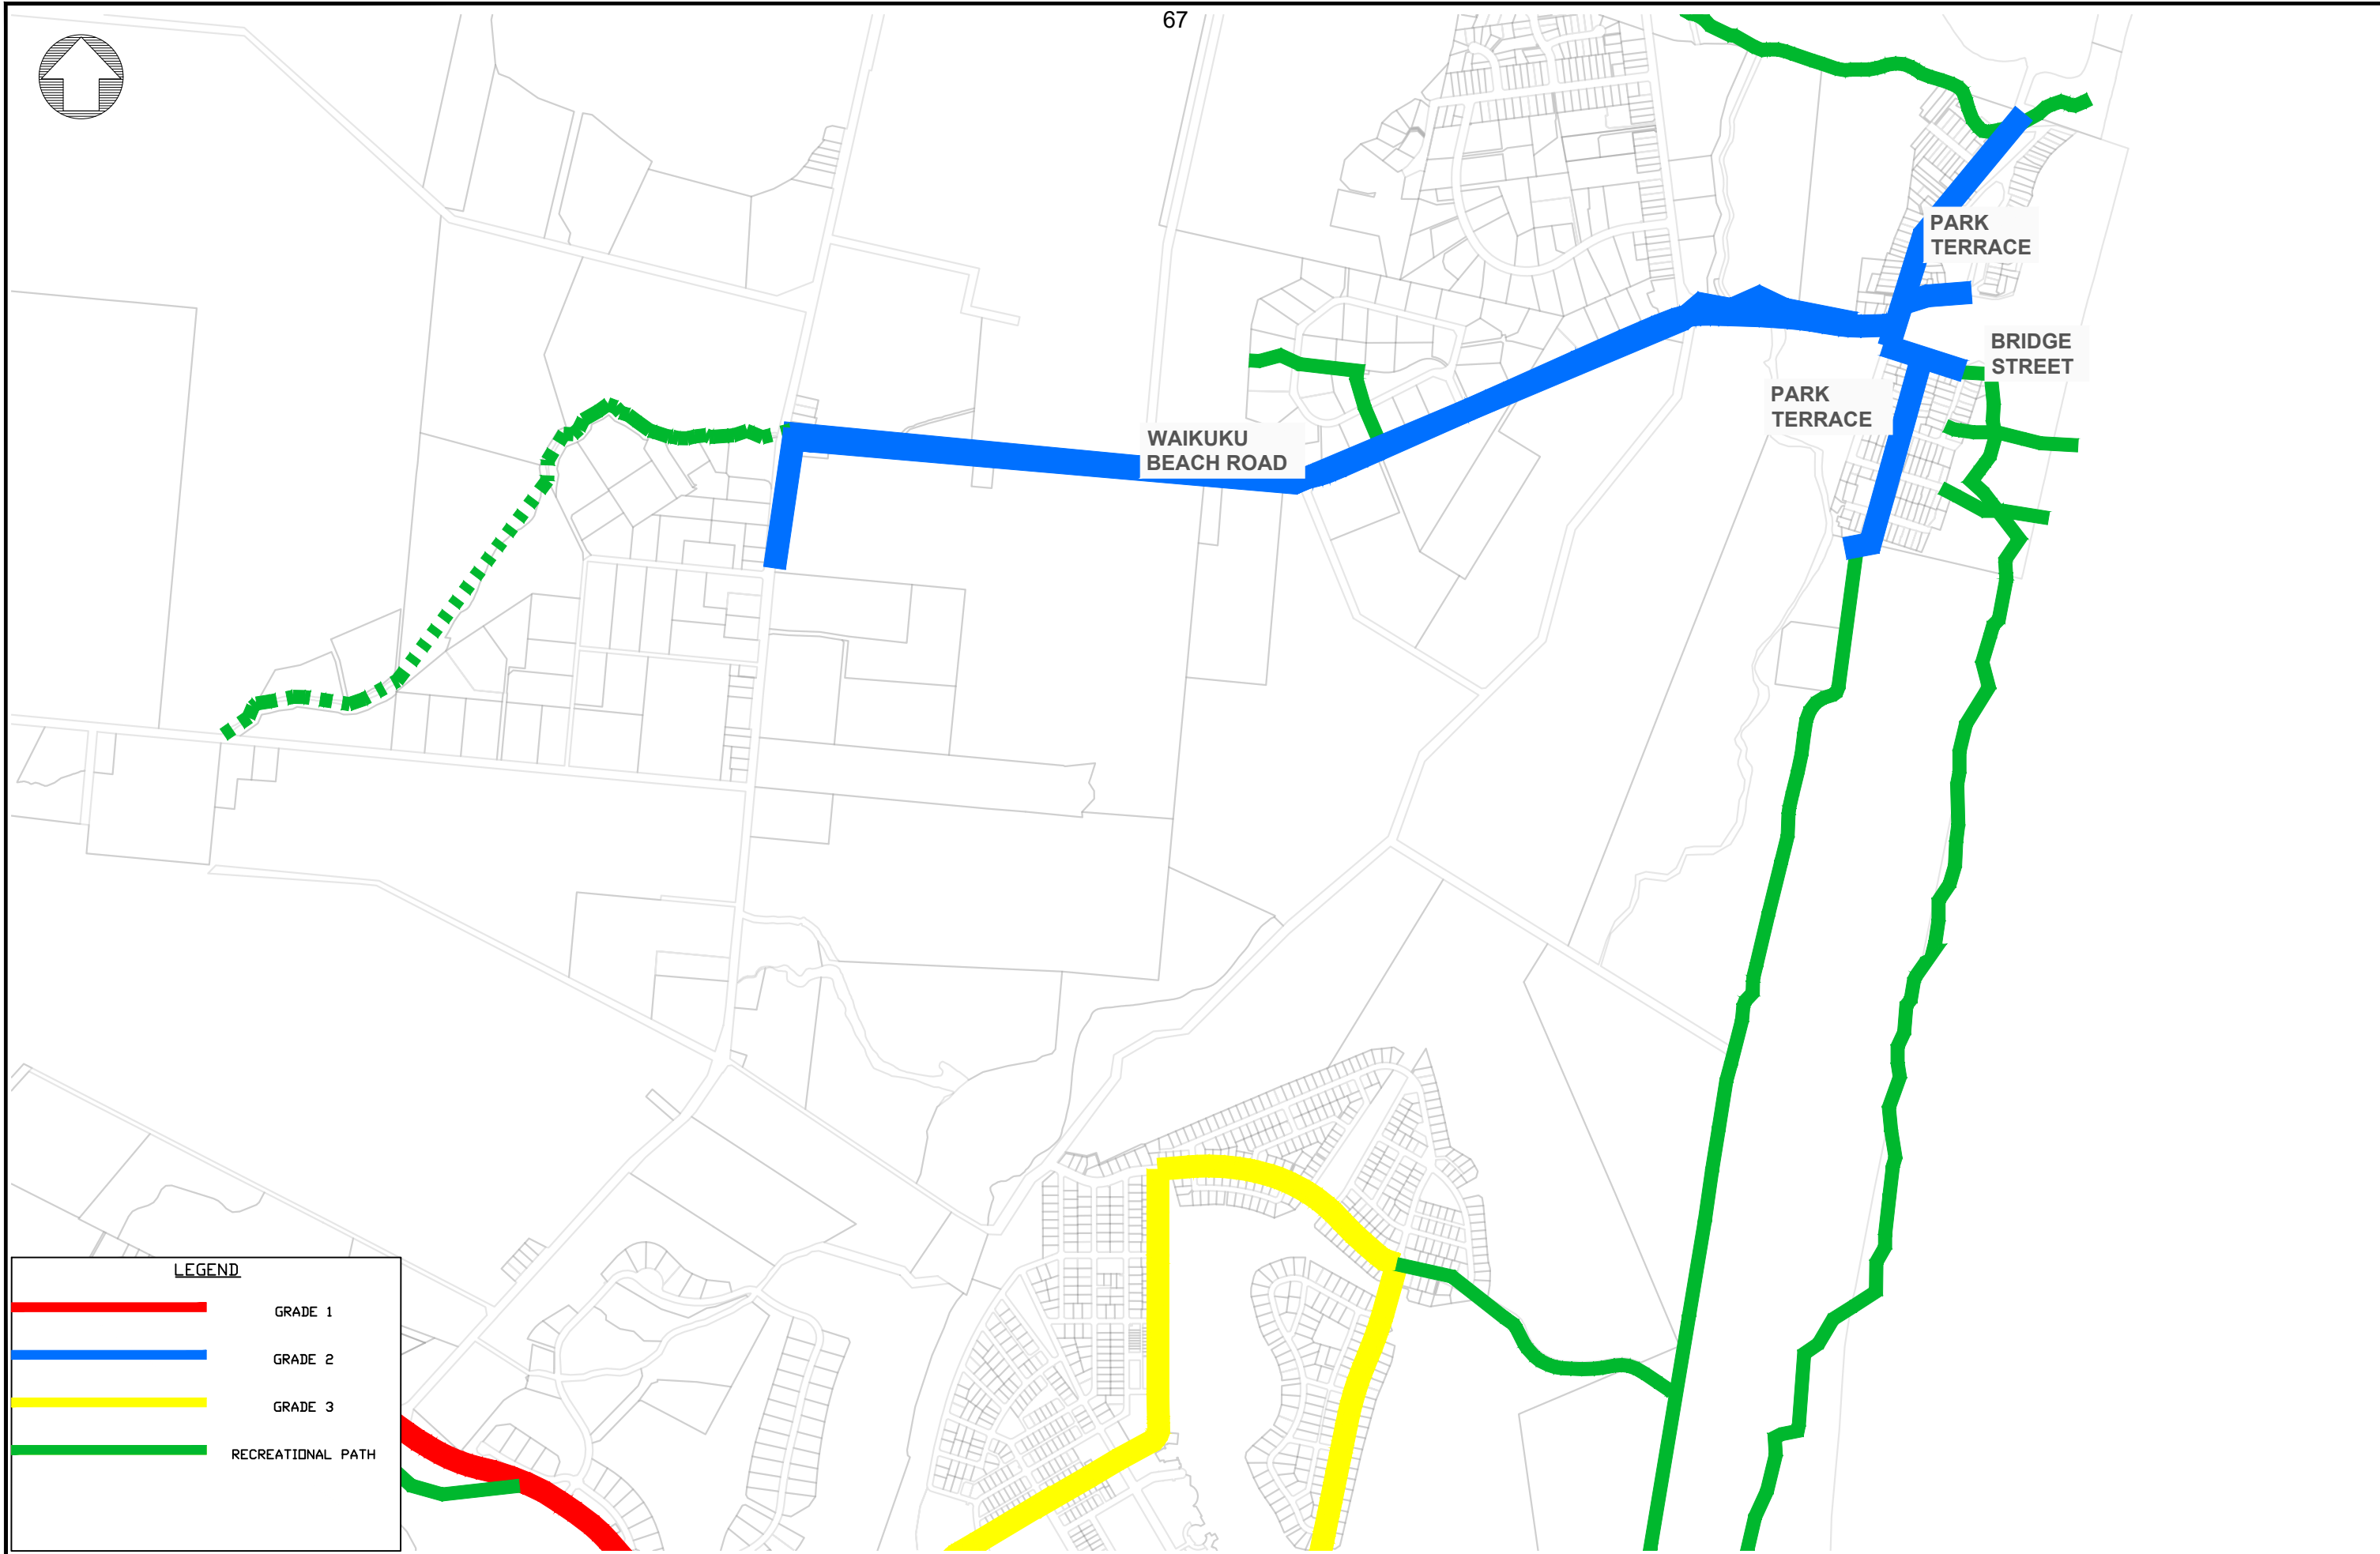 67
PARK
TERRACE
BRIDGE
STREET
PARK
TERRACE
WAIKUKU
BEACH ROAD
LEGEND
GRADE 1
GRADE 2
GRADE 3
RECREATIONAL PATH